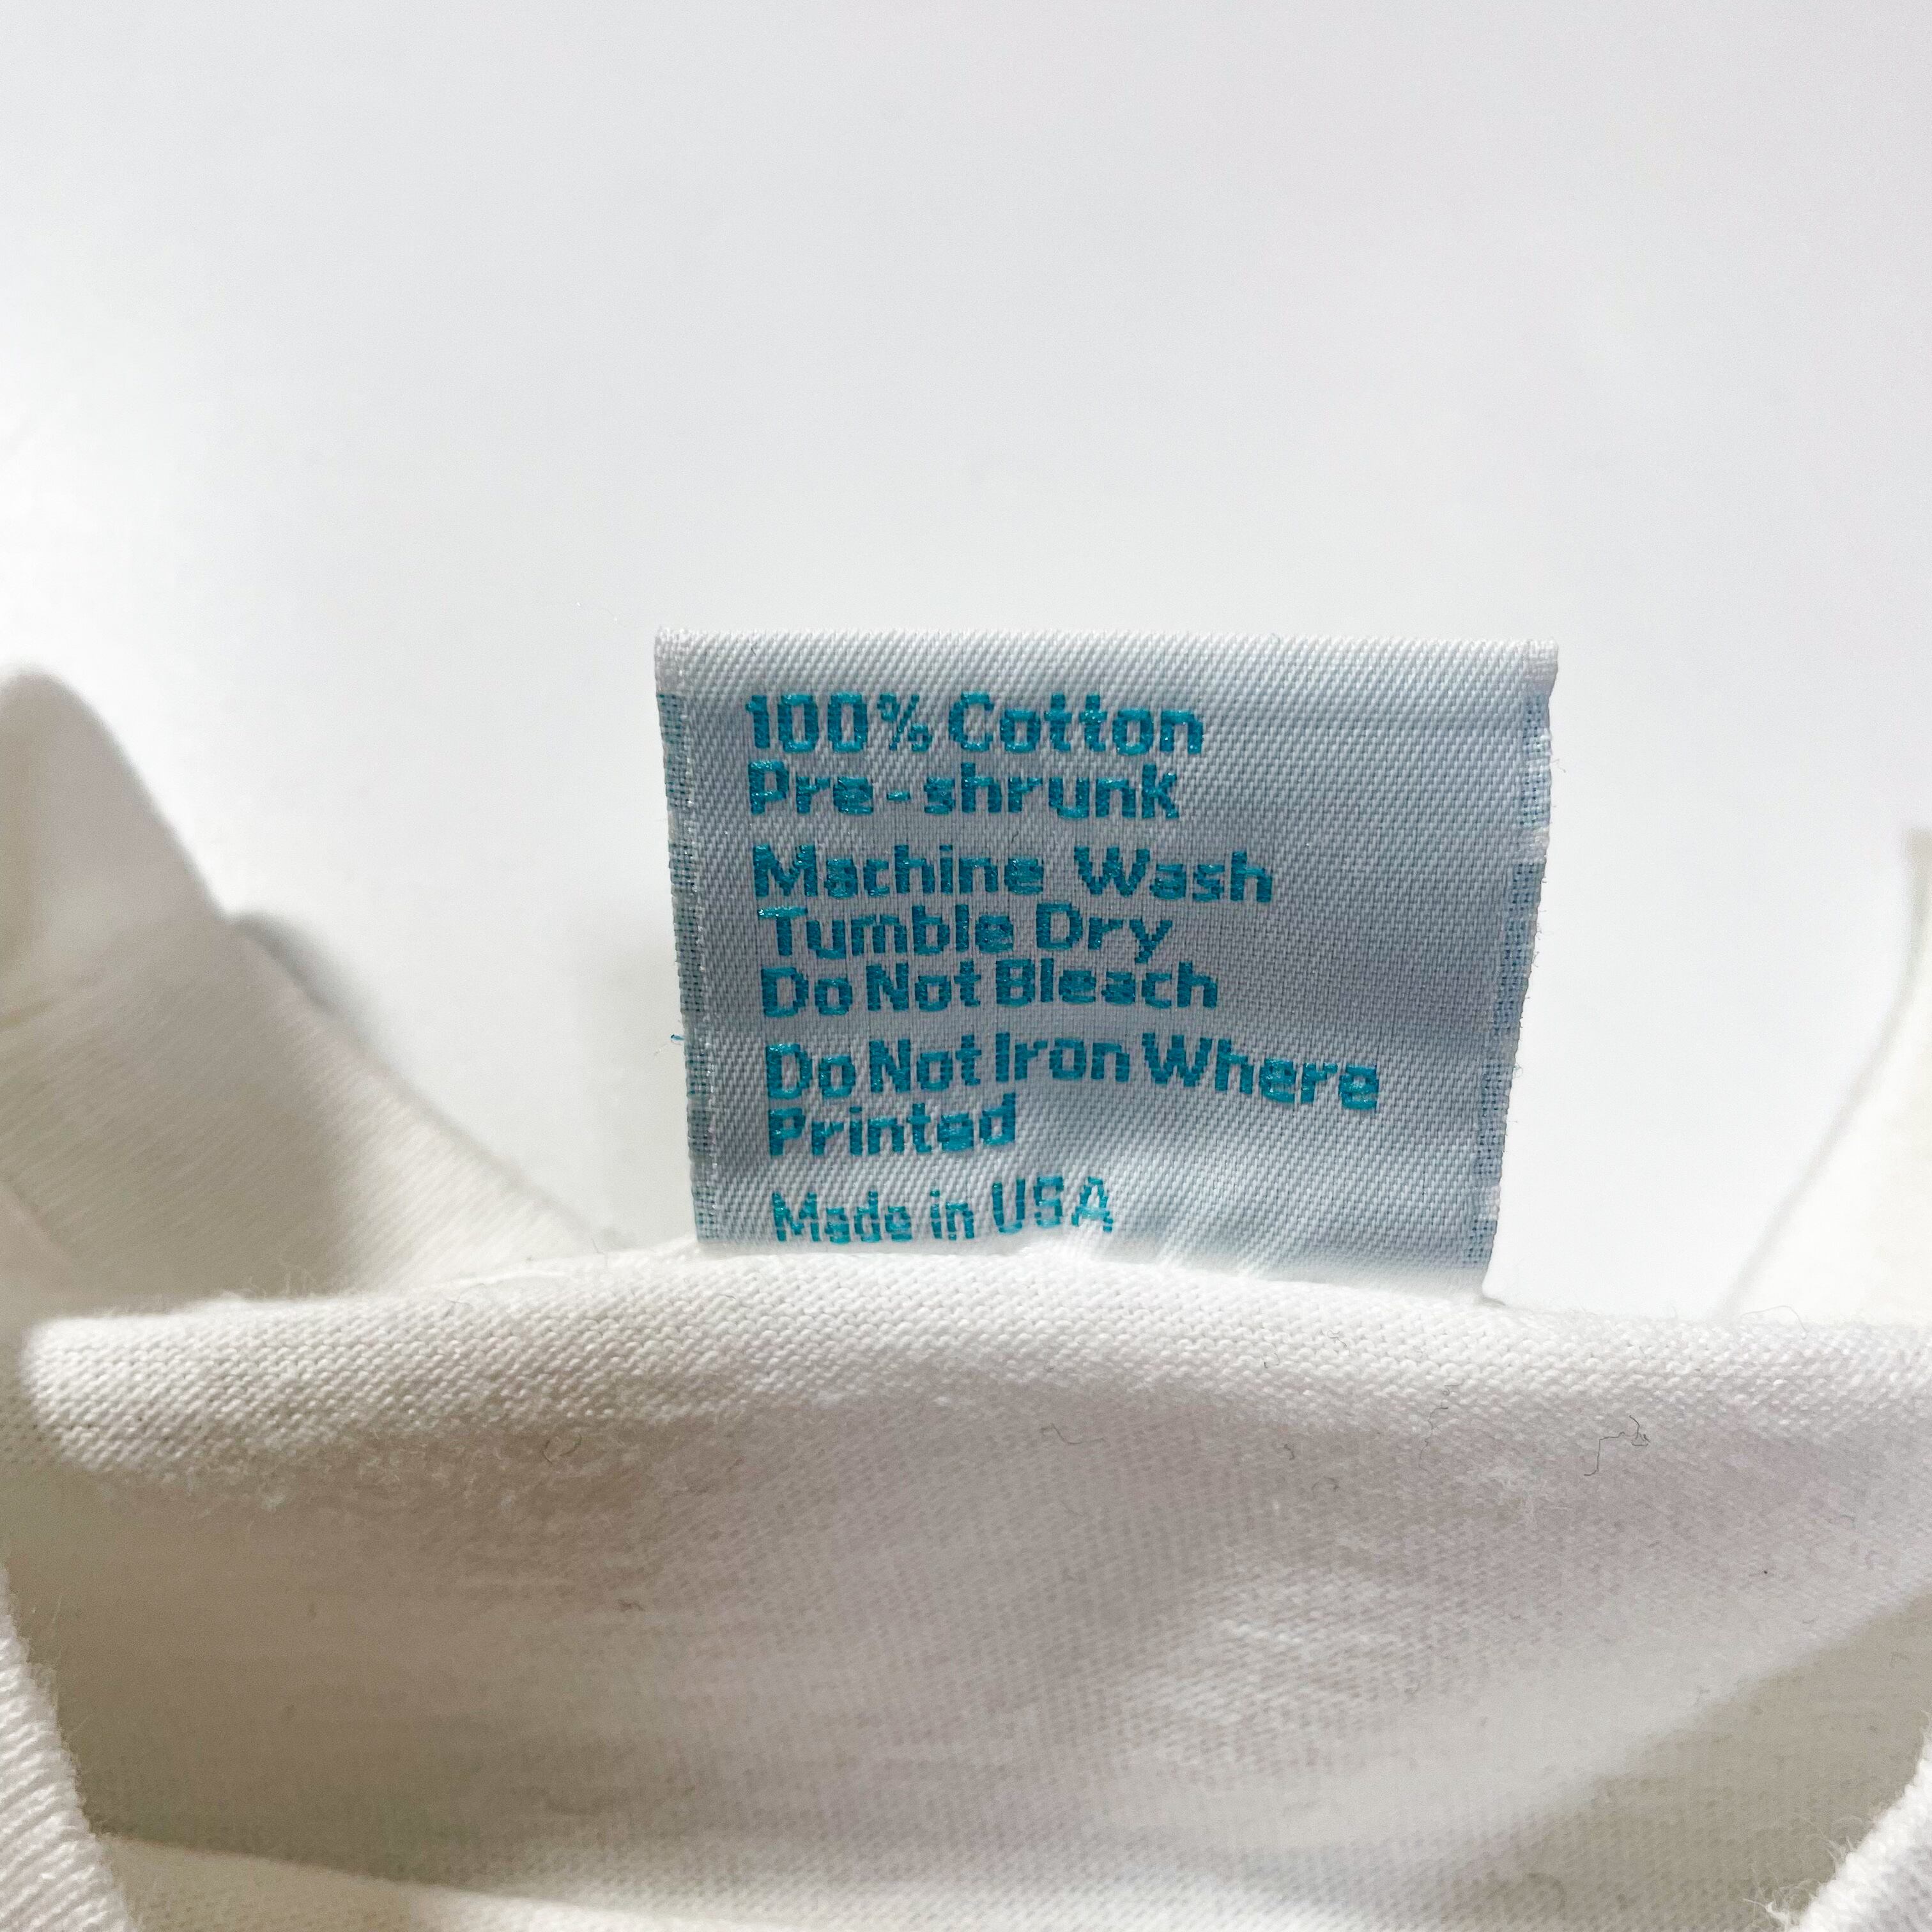 100% Cotton
Pre-shrunk
Machine Wash
Tumble Dry
Do Not Bleach
Do Not Iron Where
Printed
Made in USA